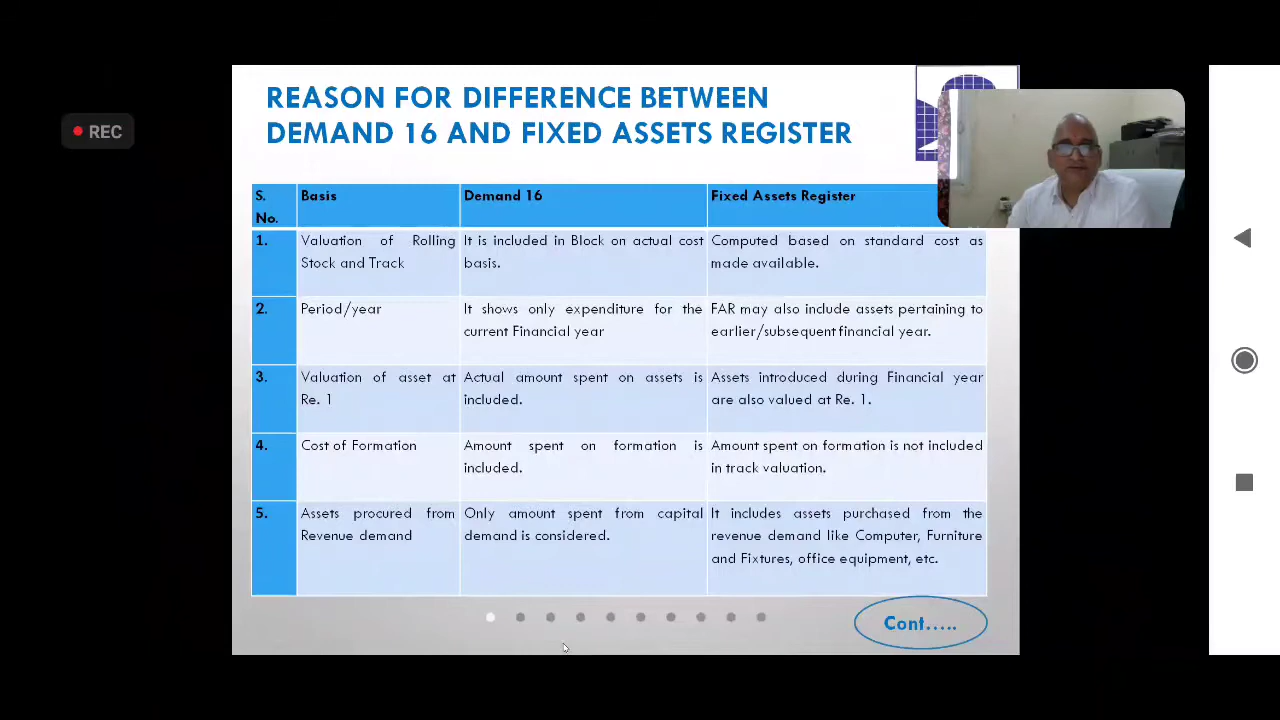 REC
REASON FOR DIFFERENCE BETWEEN
DEMAND 16 AND FIXED ASSETS REGISTER
S. No. Basis Demand 16 Fixed Assets Register
1. Valuation of Rolling Stock and Track It is included in Block on actual cost basis. Computed based on standard cost as made available.
2. Period/year It shows only expenditure for the current Financial year FAR may also include assets pertaining to earlier/subsequent financial year.
3. Valuation of asset at Re. 1 Actual amount spent on assets is included. Assets introduced during Financial year are also valued at Re. 1.
4. Cost of Formation Amount spent on formation is included. Amount spent on formation is not included in track valuation.
5. Assets procured from Revenue demand Only amount spent from capital demand is considered. It includes assets purchased from the revenue demand like Computer, Furniture and Fixtures, office equipment, etc.
Cont.....